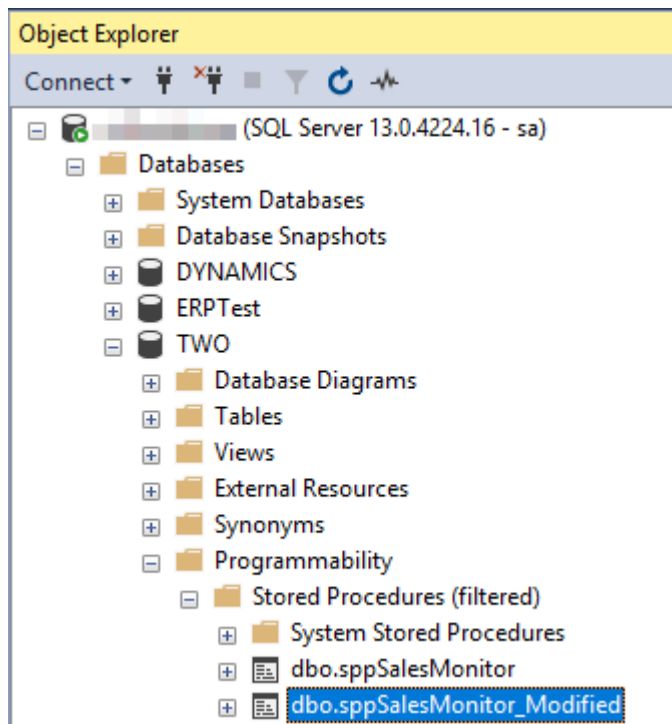 Object Explorer
Connect
(SQL Server 13.0.4224.16 - sa)
Databases
System Databases
Database Snapshots
DYNAMICS
ERPTest
TWO
Database Diagrams
Tables
Views
External Resources
Synonyms
Programmability
Stored Procedures (filtered)
System Stored Procedures
dbo.sppSalesMonitor
dbo.sppSalesMonitor_Modified